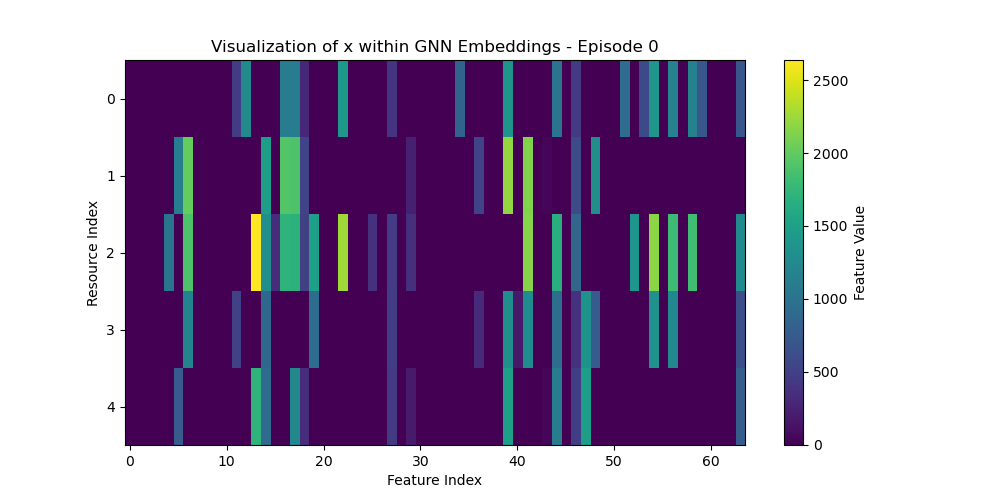 Visualization of x within GNN Embeddings - Episode 0
Resource Index
0
1
2
3
4
0 10 20 30 40 50 60
Feature Index
2500
2000
1500
1000
500
0
Feature Value